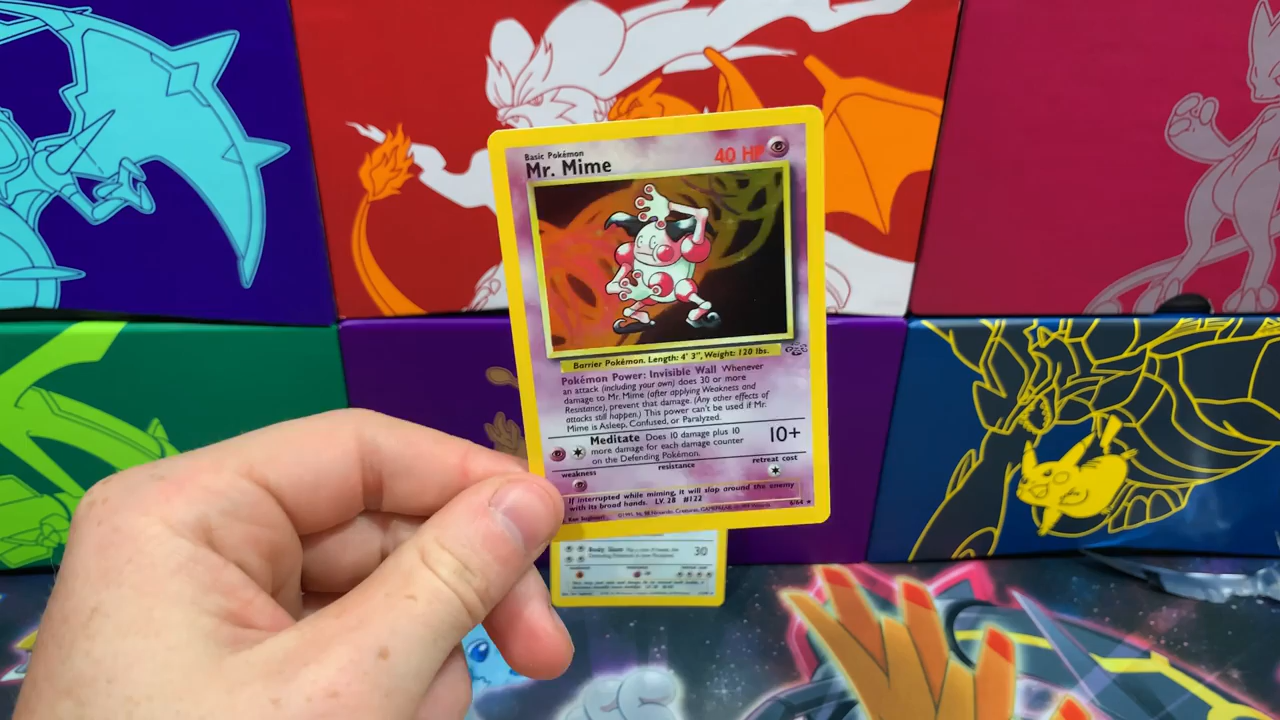 Basic Pokémon
Mr. Mime
40 HP
Barrier Pokémon. Length: 4' 3", Weight: 120 lbs.
Pokémon Power: Invisible Wall Whenever
an attack (including your own) does 30 or more
damage to Mr. Mime (after applying Weakness and
Resistance), prevent that damage. (Any other effects of
attacks still happen.) This power can't be used if Mr.
Mime is Asleep, Confused, or Paralyzed.
Meditate Does 10 damage plus 10
more damage for each damage counter
on the Defending Pokémon.
10+
weakness
resistance
retreat cost
If interrupted while miming, it will slap around the enemy
with its broad hands. LV. 28 #122
Ken Sugimori
6/64
Body Slam
30